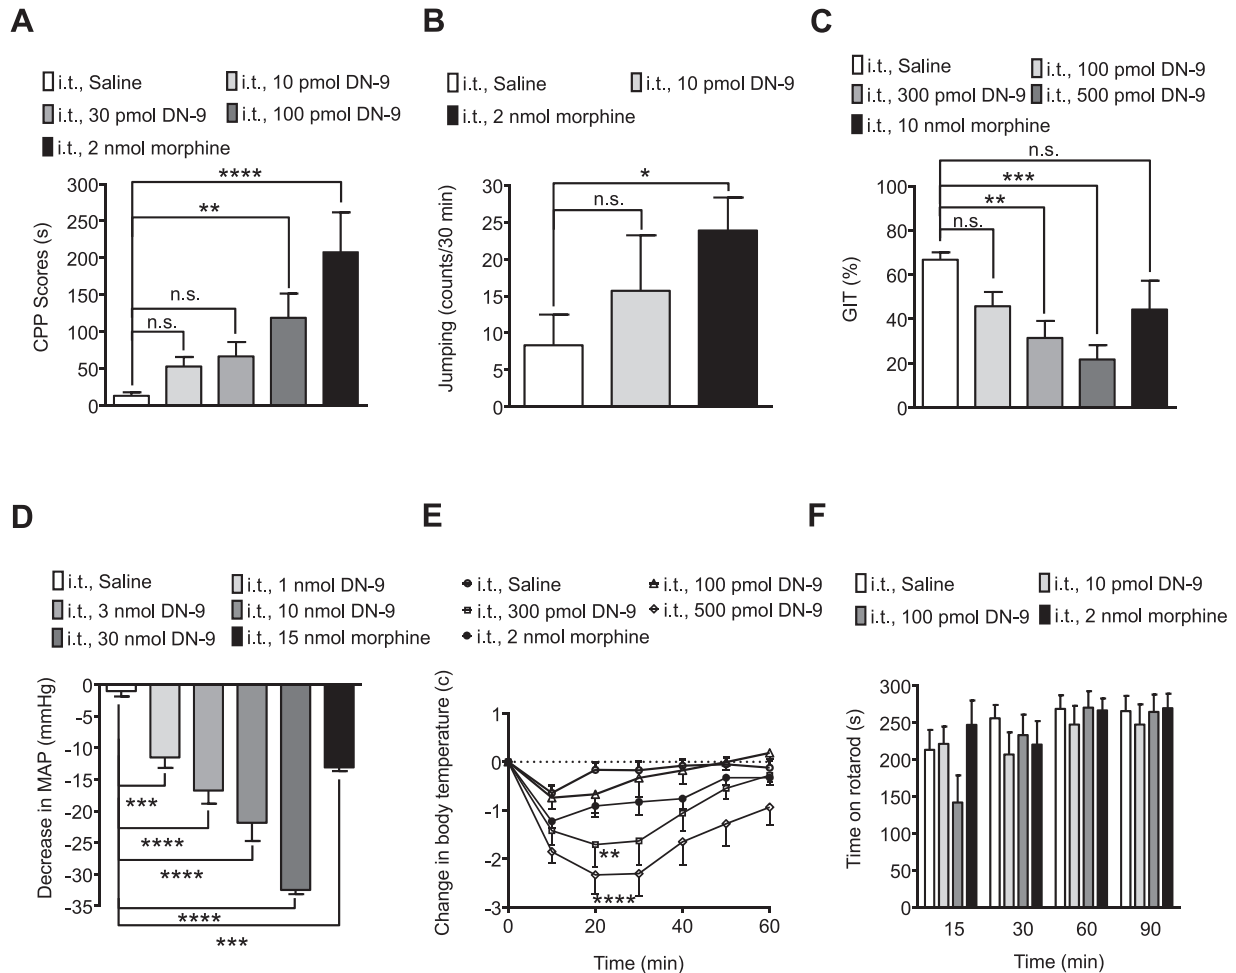 A
i.t., Saline
i.t., 10 pmol DN-9
i.t., 30 pmol DN-9
i.t., 100 pmol DN-9
i.t., 2 nmol morphine
CPP Scores (s)
300
250
200
150
100
50
0
****
**
n.s.
n.s.
B
i.t., Saline
i.t., 10 pmol DN-9
i.t., 2 nmol morphine
Jumping (counts/30 min)
30
25
20
15
10
5
0
*
n.s.
C
i.t., Saline
i.t., 100 pmol DN-9
i.t., 300 pmol DN-9
i.t., 500 pmol DN-9
i.t., 10 nmol morphine
GIT (%)
100
80
60
40
20
0
n.s.
***
**
n.s.
D
i.t., Saline
i.t., 1 nmol DN-9
i.t., 3 nmol DN-9
i.t., 10 nmol DN-9
i.t., 30 nmol DN-9
i.t., 15 nmol morphine
Decrease in MAP (mmHg)
0
-5
-10
-15
-20
-25
-30
-35
***
****
****
****
***
E
i.t., Saline
i.t., 100 pmol DN-9
i.t., 300 pmol DN-9
i.t., 500 pmol DN-9
i.t., 2 nmol morphine
Change in body temperature (c)
1
0
-1
-2
-3
**
****
0 20 40 60
Time (min)
F
i.t., Saline
i.t., 10 pmol DN-9
i.t., 100 pmol DN-9
i.t., 2 nmol morphine
Time on rotarod (s)
300
250
200
150
100
50
0
15 30 60 90
Time (min)